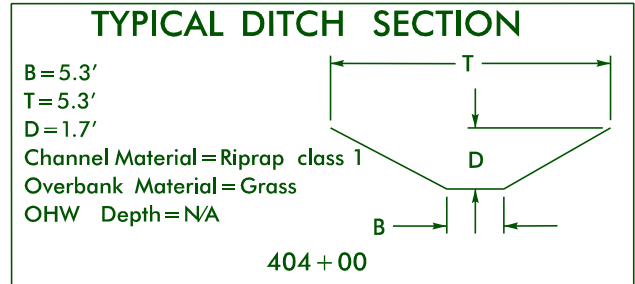 TYPICAL DITCH SECTION
B=5.3'
T=5.3'
D=1.7'
Channel Material=Riprap class 1
Overbank Material=Grass
OHW Depth=N/A
T
D
B
404+00